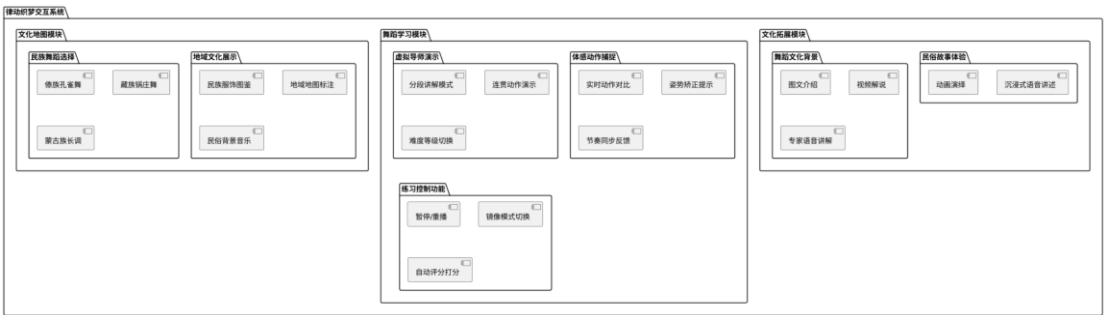 律动织梦交互系统
文化地图模块
民族舞蹈选择
傣族孔雀舞
藏族锅庄舞
蒙古族长调
地域文化展示
民族服饰图鉴
地域地图标注
民俗背景音乐
舞蹈学习模块
虚拟导师演示
分段讲解模式
连贯动作演示
难度等级切换
体感动作捕捉
实时动作对比
姿势矫正提示
节奏同步反馈
练习控制功能
暂停/重播
镜像模式切换
自动评分打分
文化拓展模块
舞蹈文化背景
图文介绍
视频解说
专家语音讲解
民俗故事体验
动画演绎
沉浸式语音讲述